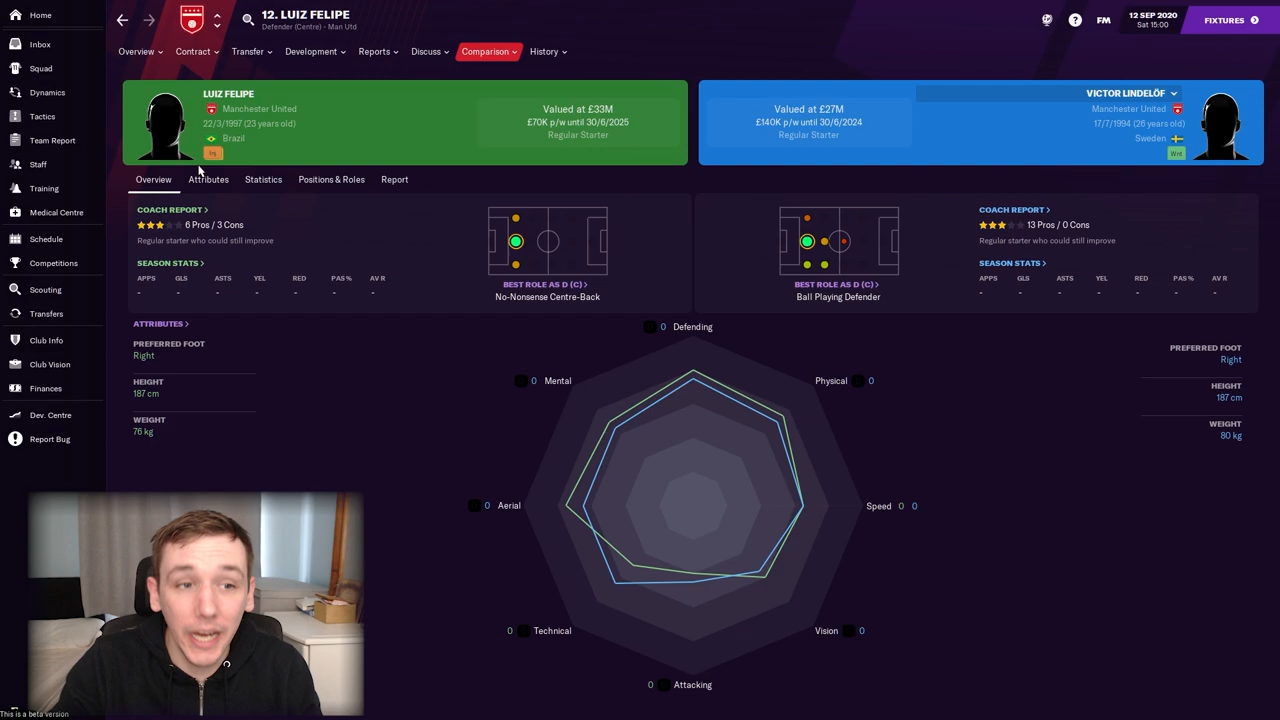 Home
Inbox
Squad
Dynamics
Tactics
Team Report
Staff
Training
Medical Centre
Schedule
Competitions
Scouting
Transfers
Club Info
Club Vision
Finances
Dev. Centre
Report Bug
12. LUIZ FELIPE
Defender (Centre) - Man Utd
FM
12 SEP 2020
Sat 15:00
FIXTURES
Overview
Contract
Transfer
Development
Reports
Discuss
Comparison
History
LUIZ FELIPE
Manchester United
22/3/1997 (23 years old)
Brazil
Inj
Valued at £33M
£70K p/w until 30/6/2025
Regular Starter
Valued at £27M
£140K p/w until 30/6/2024
Regular Starter
VICTOR LINDELÖF
Manchester United
17/7/1994 (26 years old)
Sweden
Wnt
Overview
Attributes
Statistics
Positions & Roles
Report
COACH REPORT >
6 Pros / 3 Cons
Regular starter who could still improve
SEASON STATS >
APPS GLS ASTS YEL RED PAS% AV R
- - - - - - -
BEST ROLE AS D (C) >
No-Nonsense Centre-Back
BEST ROLE AS D (C) >
Ball Playing Defender
COACH REPORT >
13 Pros / 0 Cons
Regular starter who could still improve
SEASON STATS >
APPS GLS ASTS YEL RED PAS% AV R
- - - - - - -
ATTRIBUTES >
PREFERRED FOOT
Right
HEIGHT
187 cm
WEIGHT
76 kg
0 Defending
0 Mental
Physical 0
0 Aerial
Speed 0 0
0 Technical
Vision 0
0 Attacking
PREFERRED FOOT
Right
HEIGHT
187 cm
WEIGHT
80 kg
This is a beta version